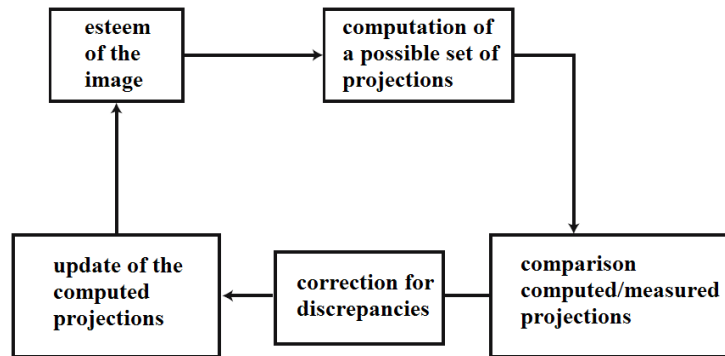 esteem
of the
image
computation of
a possible set of
projections
comparison
computed/measured
projections
correction for
discrepancies
update of the
computed
projections